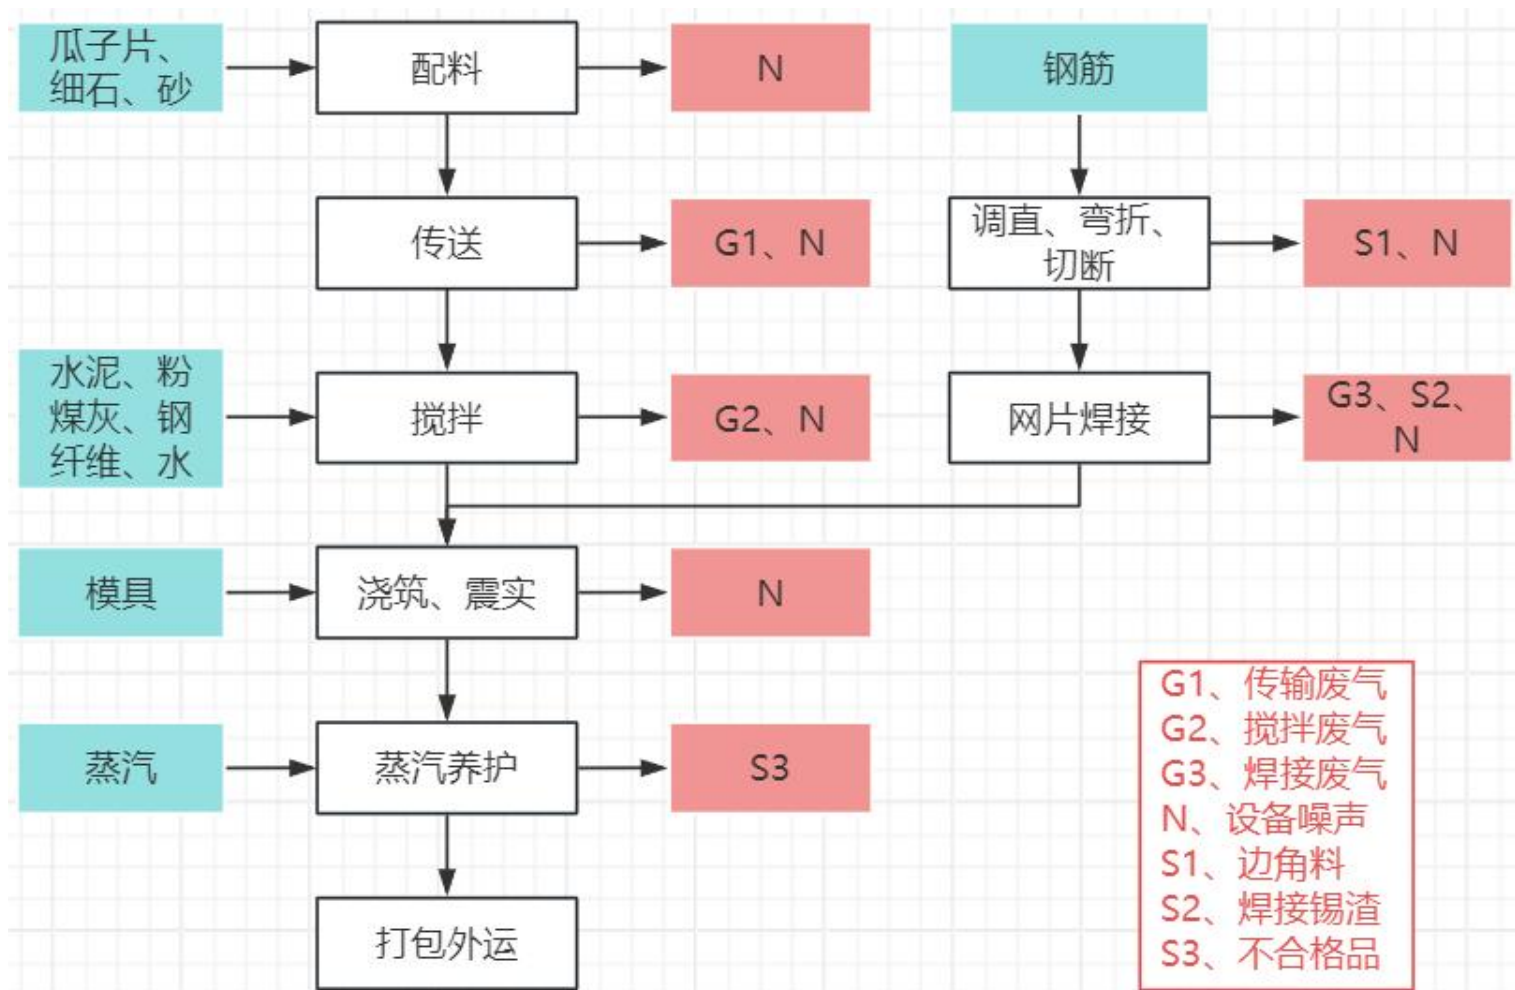 瓜子片、
细石、砂
配料
N
钢筋
传送
G1、N
调直、弯折、
切断
S1、N
水泥、粉
煤灰、钢
纤维、水
搅拌
G2、N
网片焊接
G3、S2、
N
模具
浇筑、震实
N
蒸汽
蒸汽养护
S3
打包外运
G1、传输废气
G2、搅拌废气
G3、焊接废气
N、设备噪声
S1、边角料
S2、焊接锡渣
S3、不合格品